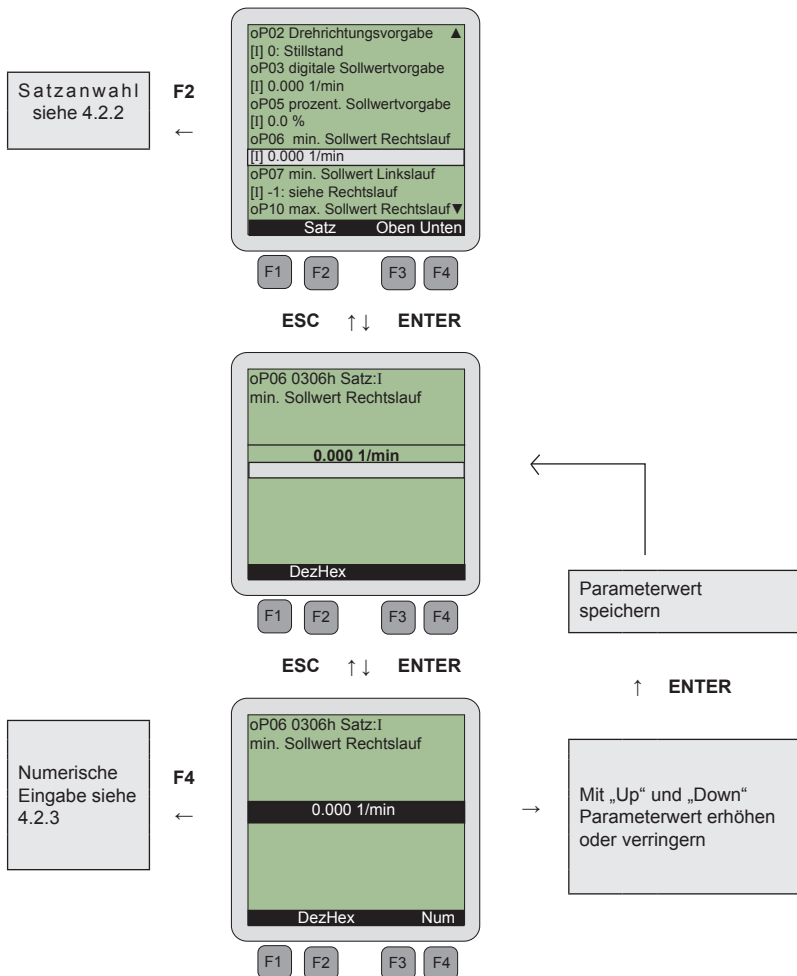 oP02 Drehrichtungsvorgabe ▲
[I] 0: Stillstand
oP03 digitale Sollwertvorgabe
[I] 0.000 1/min
oP05 prozent. Sollwertvorgabe
[I] 0.0 %
oP06 min. Sollwert Rechtslauf
[I] 0.000 1/min
oP07 min. Sollwert Linkslauf
[I] -1: siehe Rechtslauf
oP10 max. Sollwert Rechtslauf▼
Satz Oben Unten
Satzanwahl
siehe 4.2.2
F2
←
F1 F2 F3 F4
ESC ↑↓ ENTER
oP06 0306h Satz:I
min. Sollwert Rechtslauf
0.000 1/min
DezHex
F1 F2 F3 F4
Parameterwert
speichern
ESC ↑↓ ENTER
↑ ENTER
oP06 0306h Satz:I
min. Sollwert Rechtslauf
0.000 1/min
DezHex Num
Numerische
Eingabe siehe
4.2.3
F4
←
→
Mit „Up“ und „Down“
Parameterwert erhöhen
oder verringern
F1 F2 F3 F4